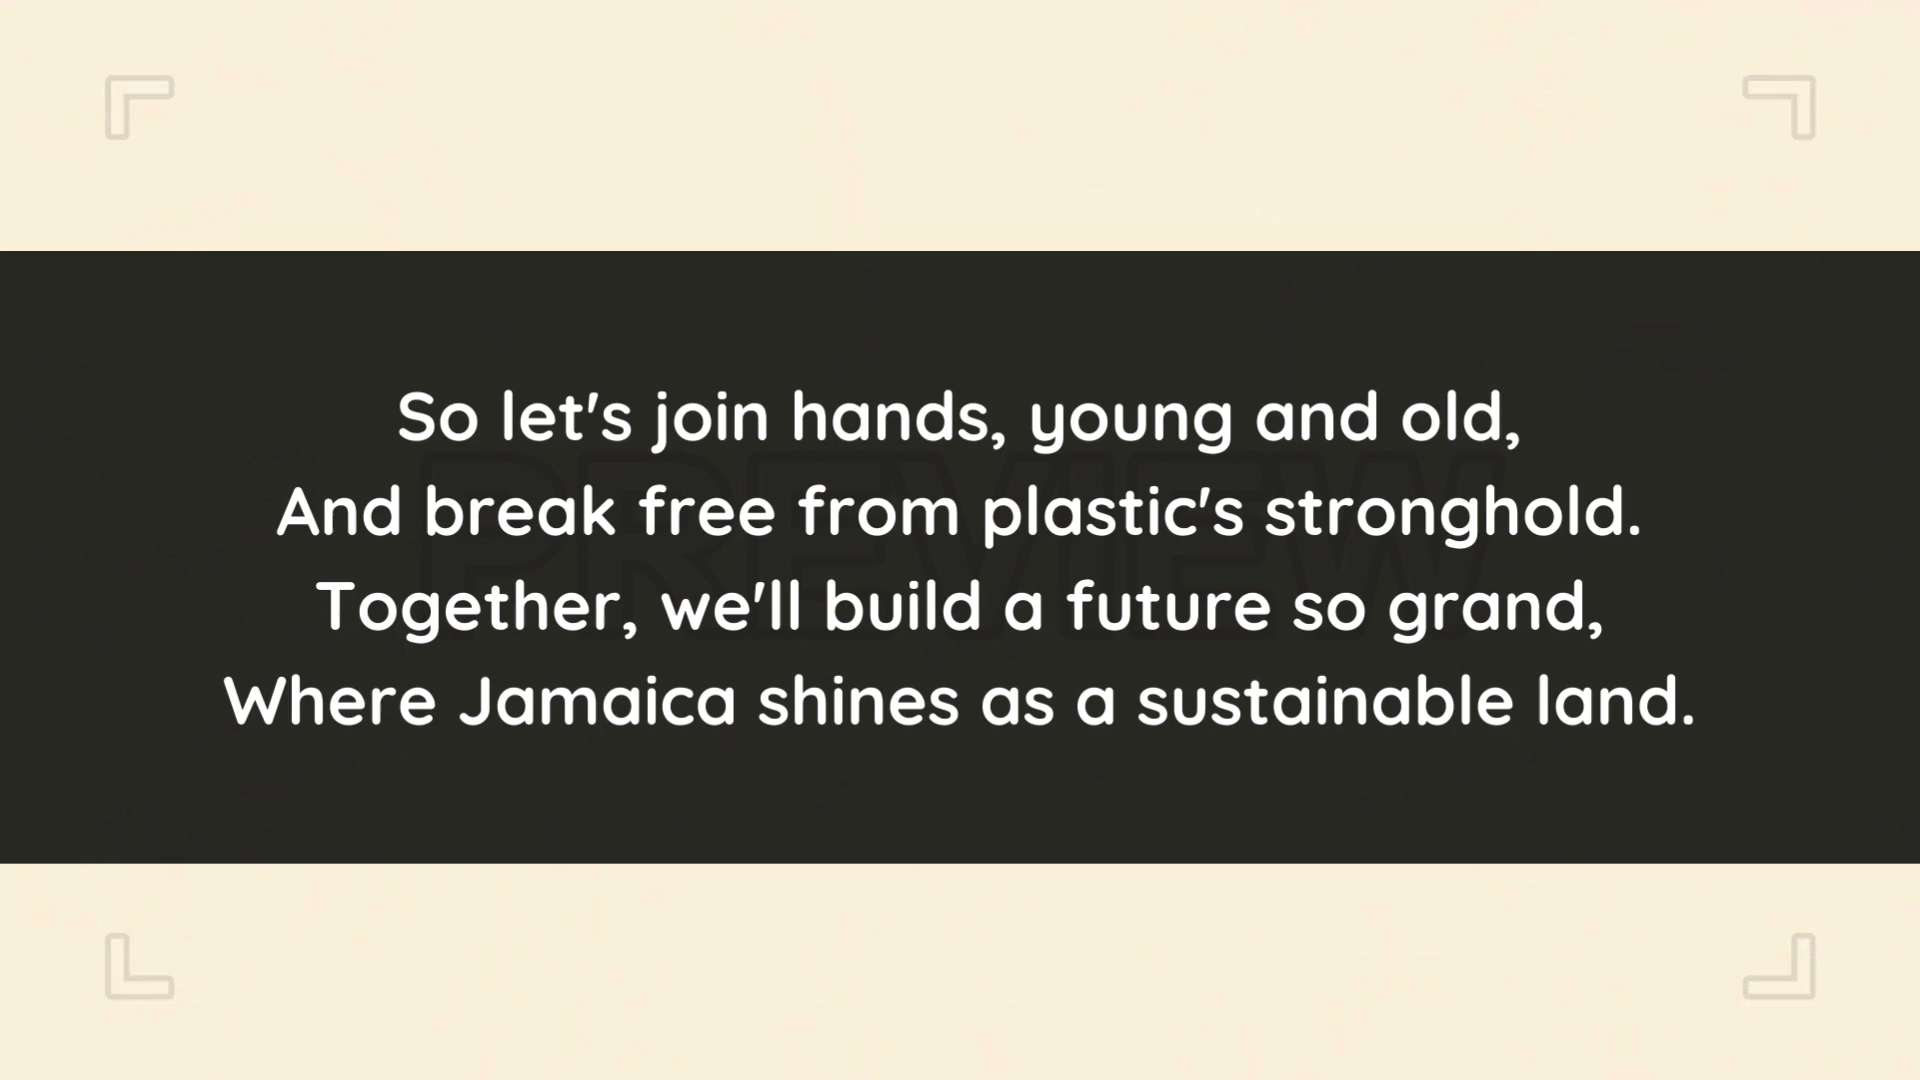 So let's join hands, young and old,
And break free from plastic's stronghold.
Together, we'll build a future so grand,
Where Jamaica shines as a sustainable land.
PREVIEW